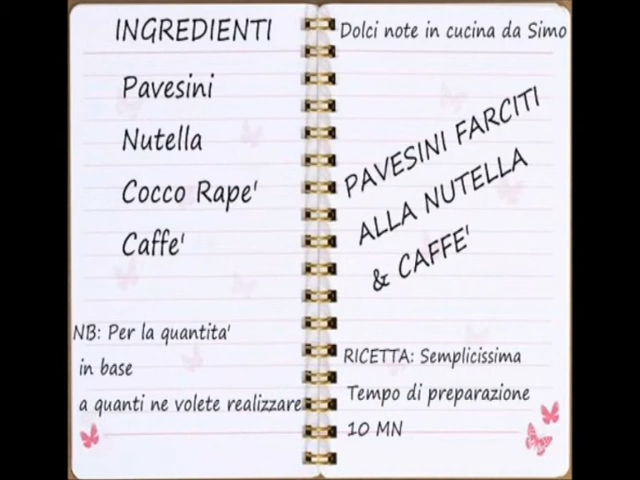 INGREDIENTI
Pavesini
Nutella
Cocco Rape'
Caffe'
NB: Per la quantita'
in base
a quanti ne volete realizzare
Dolci note in cucina da Simo
PAVESINI FARCITI
ALLA NUTELLA
& CAFFE'
RICETTA: Semplicissima
Tempo di preparazione
10 MN